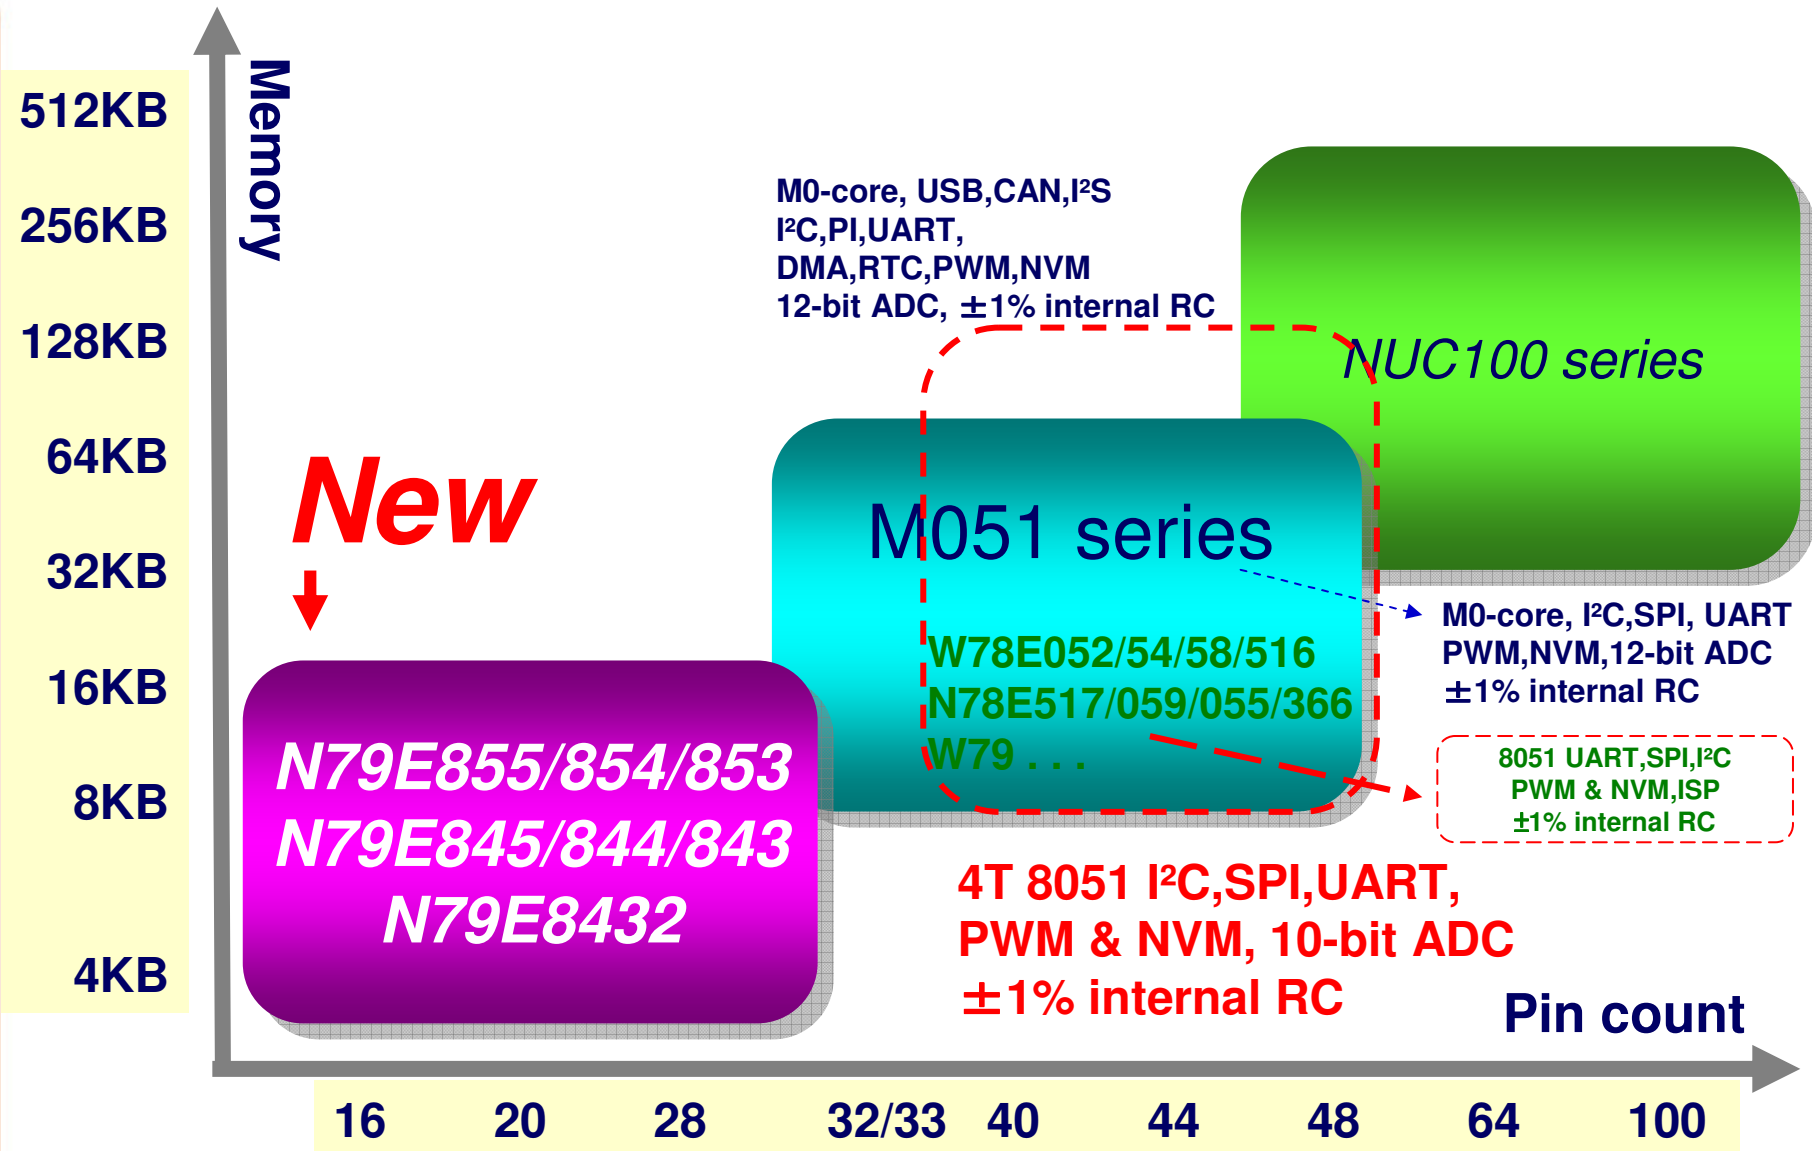 Memory
512KB
256KB
128KB
64KB
32KB
16KB
8KB
4KB
M0-core, USB,CAN,I²S
I²C,PI,UART,
DMA,RTC,PWM,NVM
12-bit ADC, ±1% internal RC
NUC100 series
New
M051 series
W78E052/54/58/516
N78E517/059/055/366
W79 . . .
M0-core, I²C,SPI, UART
PWM,NVM,12-bit ADC
±1% internal RC
8051 UART,SPI,I²C
PWM & NVM,ISP
±1% internal RC
N79E855/854/853
N79E845/844/843
N79E8432
4T 8051 I²C,SPI,UART,
PWM & NVM, 10-bit ADC
±1% internal RC
Pin count
16 20 28 32/33 40 44 48 64 100